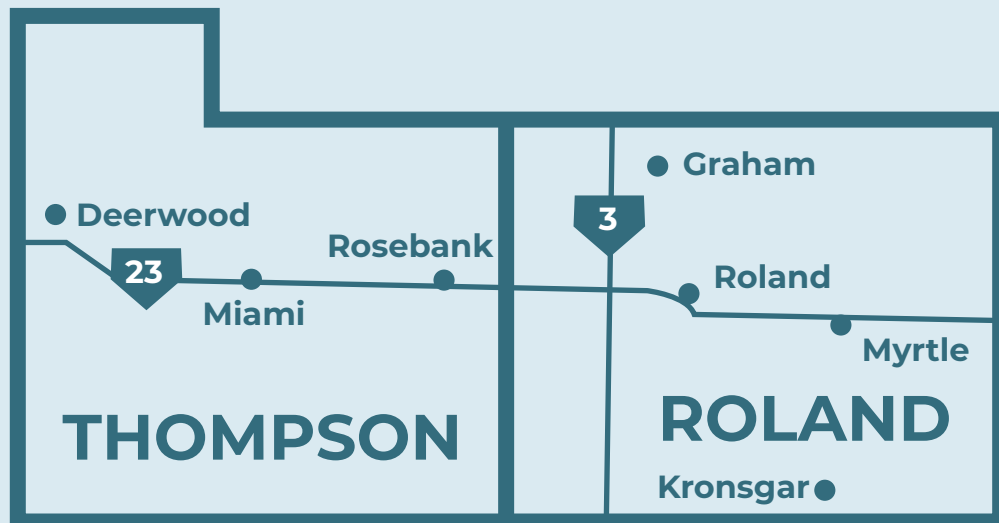 Graham
3
Deerwood
Rosebank
23
Roland
Miami
Myrtle
THOMPSON
ROLAND
Kronsgar